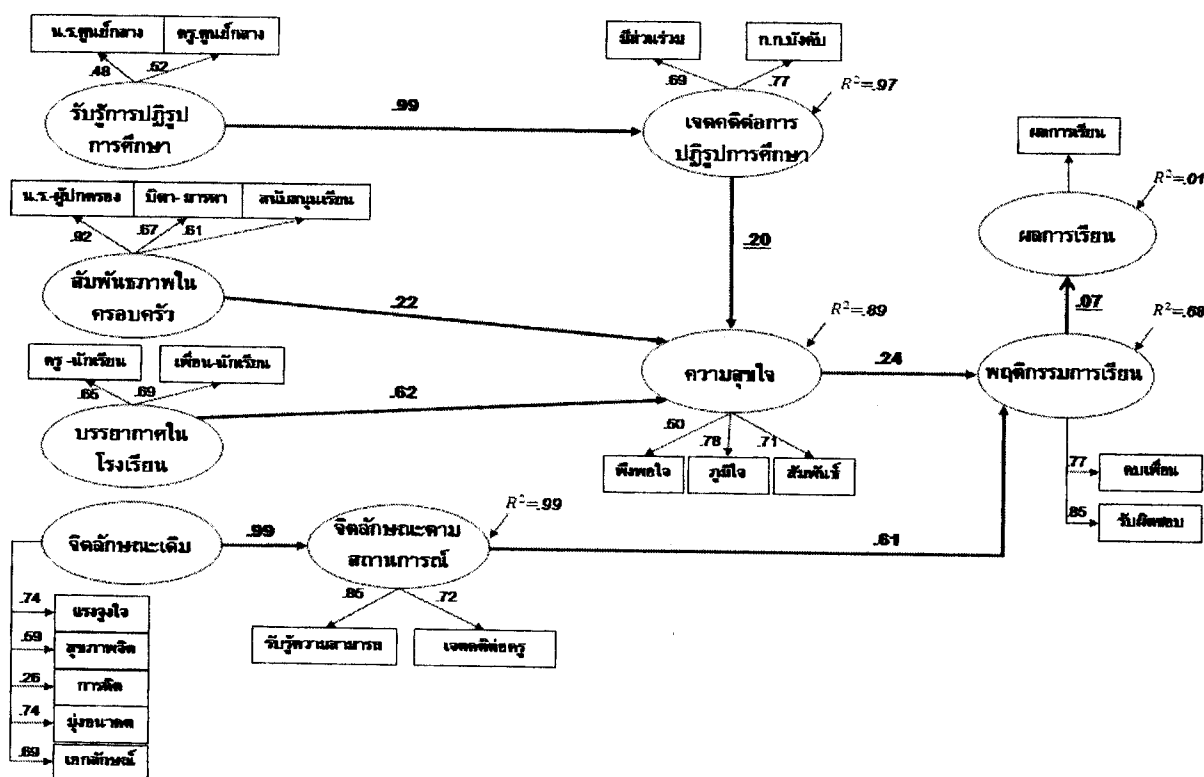 น.ร.ศูนย์กลาง
ครู.ศูนย์กลาง
.48
.52
รับรู้การปฏิรูป
การศึกษา
.99
มีส่วนร่วม
ก.ก.บังคับ
.69
.77
R²=.97
เจตคติต่อการ
ปฏิรูปการศึกษา
ผลการเรียน
R²=.01
ผลการเรียน
น.ร.-ผู้ปกครอง
บิดา-มารดา
สนับสนุนเรียน
.92
.67
.61
สัมพันธภาพใน
ครอบครัว
.22
.20
.07
ครู -นักเรียน
เพื่อน-นักเรียน
.65
.69
บรรยากาศใน
โรงเรียน
.62
R²=.89
ความสุขใจ
.24
R²=.68
พฤติกรรมการเรียน
.60
.78
.71
พึงพอใจ
ภูมิใจ
สัมพันธ์
.77
คบเพื่อน
.85
รับผิดชอบ
จิตลักษณะเดิม
.99
จิตลักษณะตาม
สถานการณ์
R²=.99
.61
.85
.72
รับรู้ความสามารถ
เจตคติต่อครู
.74
แรงจูงใจ
.59
สุขภาพจิต
.26
การคิด
.74
มุ่งอนาคต
.69
เอกลักษณ์